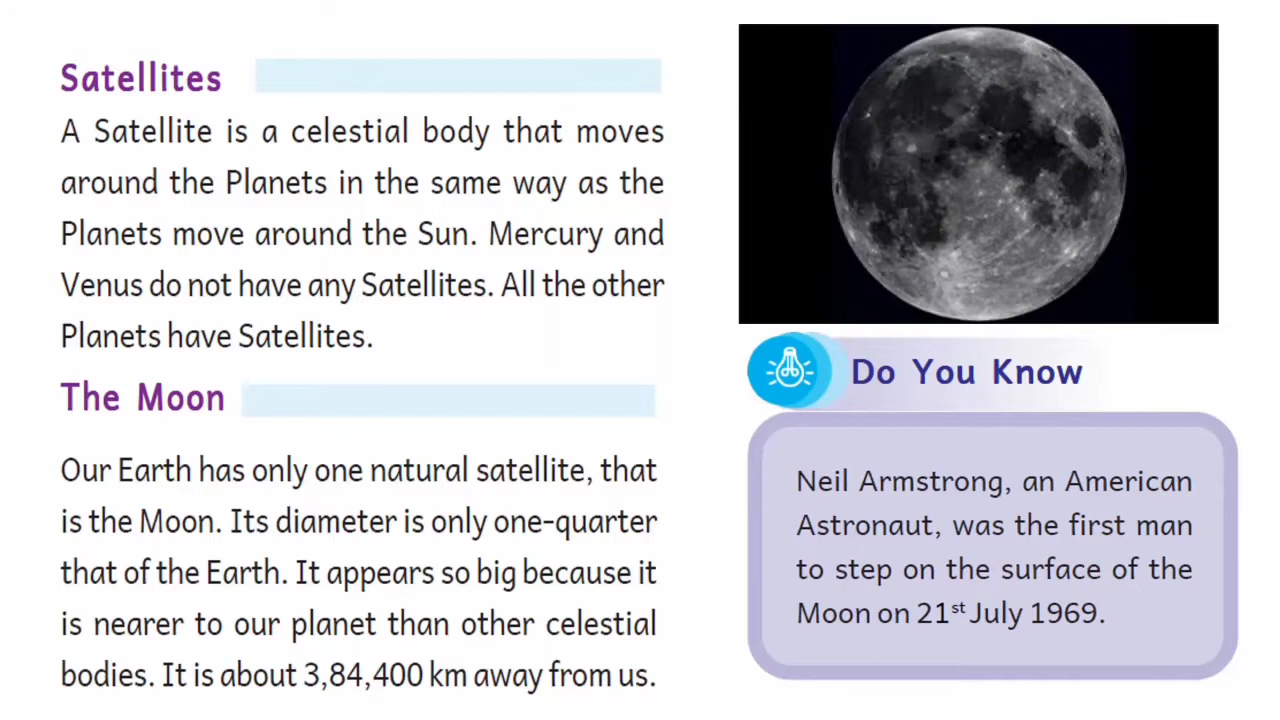 Satellites
A Satellite is a celestial body that moves
around the Planets in the same way as the
Planets move around the Sun. Mercury and
Venus do not have any Satellites. All the other
Planets have Satellites.
The Moon
Our Earth has only one natural satellite, that
is the Moon. Its diameter is only one-quarter
that of the Earth. It appears so big because it
is nearer to our planet than other celestial
bodies. It is about 3,84,400 km away from us.
Do You Know
Neil Armstrong, an American
Astronaut, was the first man
to step on the surface of the
Moon on 21st July 1969.